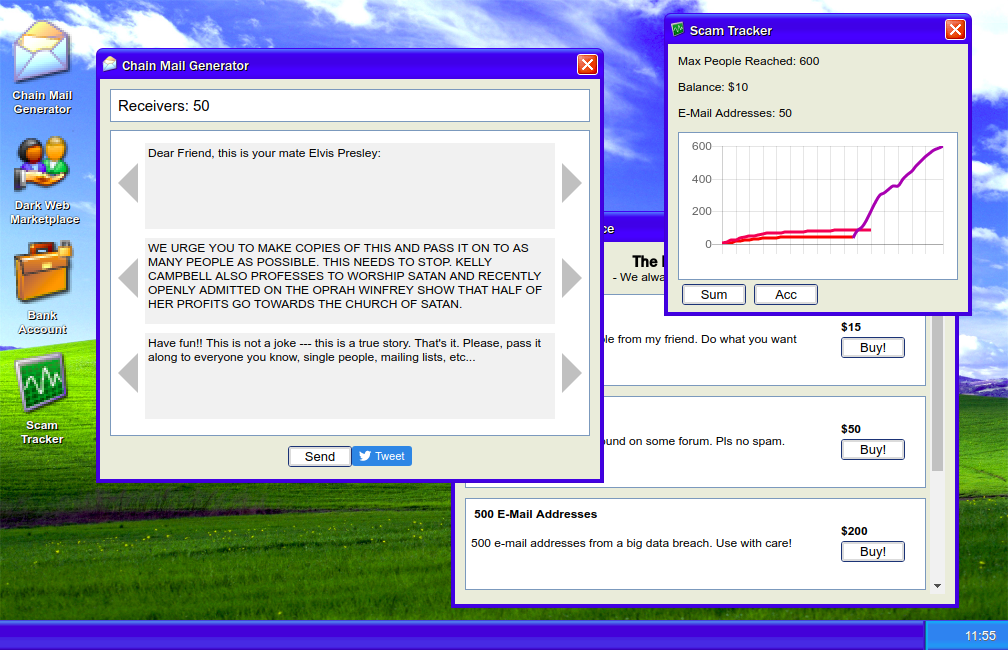 Chain Mail
Generator
Dark Web
Marketplace
Bank
Account
Scam
Tracker
Chain Mail Generator
Receivers: 50
Dear Friend, this is your mate Elvis Presley:
WE URGE YOU TO MAKE COPIES OF THIS AND PASS IT ON TO AS
MANY PEOPLE AS POSSIBLE. THIS NEEDS TO STOP. KELLY
CAMPBELL ALSO PROFESSES TO WORSHIP SATAN AND RECENTLY
OPENLY ADMITTED ON THE OPRAH WINFREY SHOW THAT HALF OF
HER PROFITS GO TOWARDS THE CHURCH OF SATAN.
Have fun!! This is not a joke --- this is a true story. That's it. Please, pass it
along to everyone you know, single people, mailing lists, etc...
Send
Tweet
Scam Tracker
Max People Reached: 600
Balance: $10
E-Mail Addresses: 50
600
400
200
0
Sum
Acc
The
- We
from my friend. Do what you want
$15
Buy!
on some forum. Pls no spam.
$50
Buy!
500 E-Mail Addresses
500 e-mail addresses from a big data breach. Use with care!
$200
Buy!
11:55